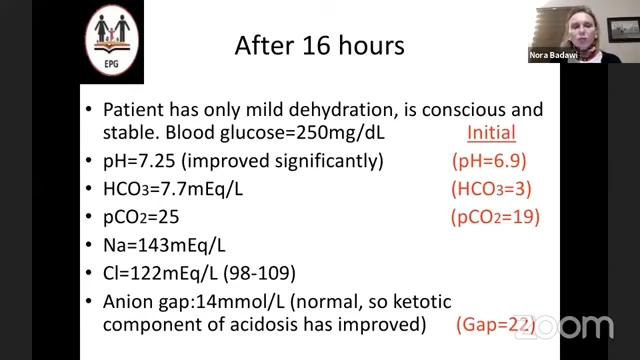 EPG
After 16 hours
Nora Badawi
• Patient has only mild dehydration, is conscious and
stable. Blood glucose=250mg/dL Initial
• pH=7.25 (improved significantly) (pH=6.9)
• HCO3=7.7mEq/L (HCO3=3)
• pCO2=25 (pCO2=19)
• Na=143mEq/L
• Cl=122mEq/L (98-109)
• Anion gap:14mmol/L (normal, so ketotic
component of acidosis has improved) (Gap=22)
zoom